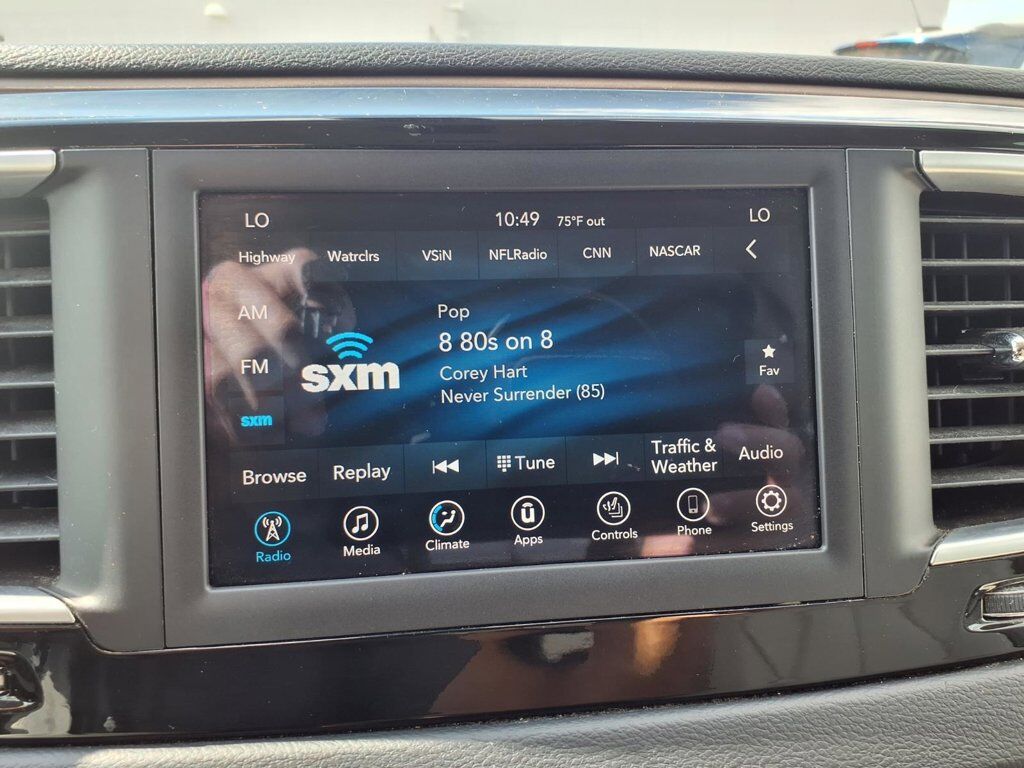 LO 10:49 75°F out LO
Highway Watrclrs VSiN NFLRadio CNN NASCAR
AM
Pop
8 80s on 8
FM
sxm
Corey Hart
Never Surrender (85)
Fav
sxm
Browse Replay Tune Traffic & Weather Audio
Radio Media Climate Apps Controls Phone Settings